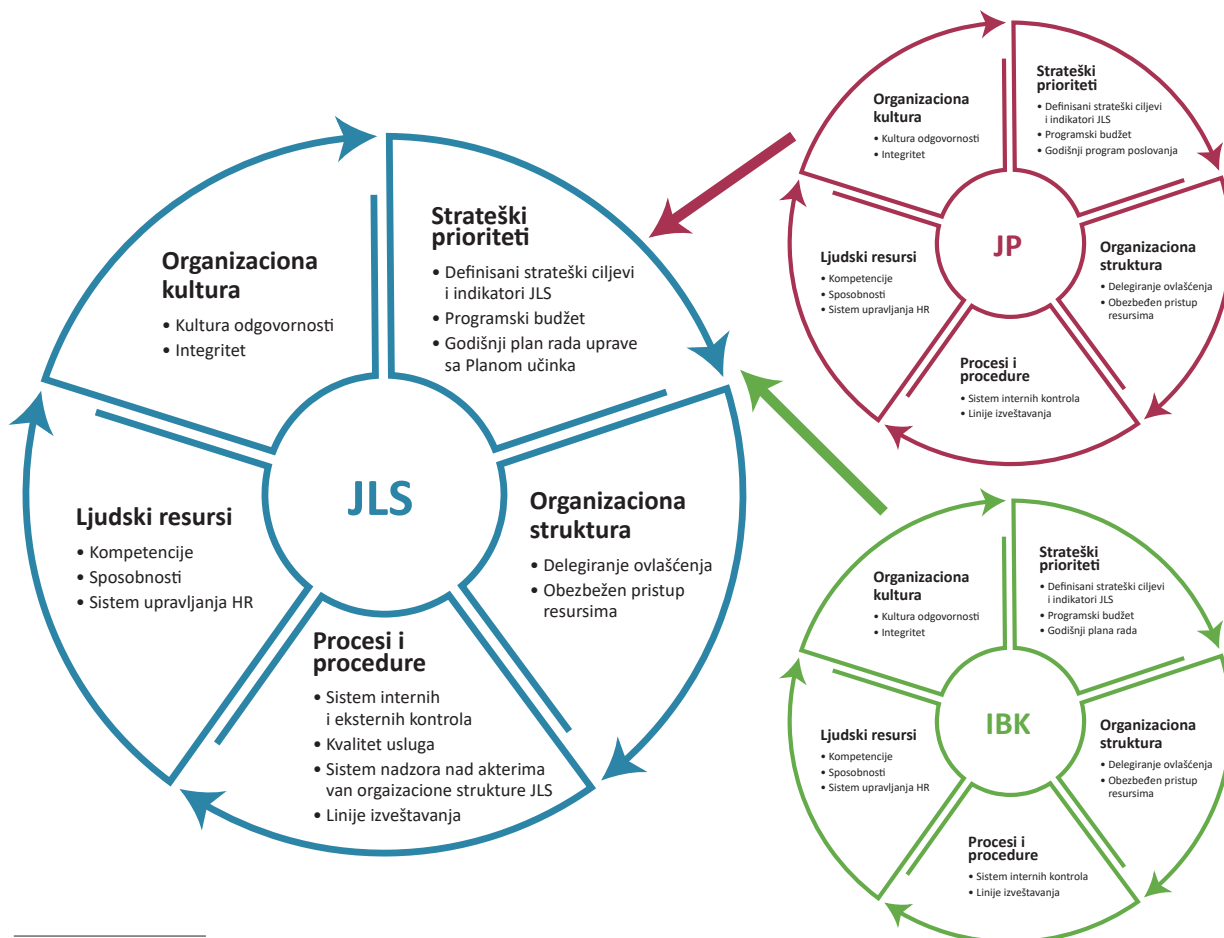 JLS
Strateški
prioriteti
• Definisani strateški ciljevi
i indikatori JLS
• Programski budžet
• Godišnji plan rada uprave
sa Planom učinka
Organizaciona
struktura
• Delegiranje ovlašćenja
• Obezbežen pristup
resursima
Procesi i
procedure
• Sistem internih
i eksternih kontrola
• Kvalitet usluga
• Sistem nadzora nad akterima
van orgaizacione strukture JLS
• Linije izveštavanja
Ljudski resursi
• Kompetencije
• Sposobnosti
• Sistem upravljanja HR
Organizaciona
kultura
• Kultura odgovornosti
• Integritet
JP
Strateški
prioriteti
• Definisani strateški ciljevi
i indikatori JLS
• Programski budžet
• Godišnji program poslovanja
Organizaciona
struktura
• Delegiranje ovlašćenja
• Obezbeđen pristup
resursima
Procesi i
procedure
• Sistem internih kontrola
• Linije izveštavanja
Ljudski resursi
• Kompetencije
• Sposobnosti
• Sistem upravljanja HR
Organizaciona
kultura
• Kultura odgovornosti
• Integritet
IBK
Strateški
prioriteti
• Definisani strateški ciljevi
i indikatori JLS
• Programski budžet
• Godišnji plana rada
Organizaciona
struktura
• Delegiranje ovlašćenja
• Obezbeđen pristup
resursima
Procesi i
procedure
• Sistem internih kontrola
• Linije izveštavanja
Ljudski resursi
• Kompetencije
• Sposobnosti
• Sistem upravljanja HR
Organizaciona
kultura
• Kultura odgovornosti
• Integritet